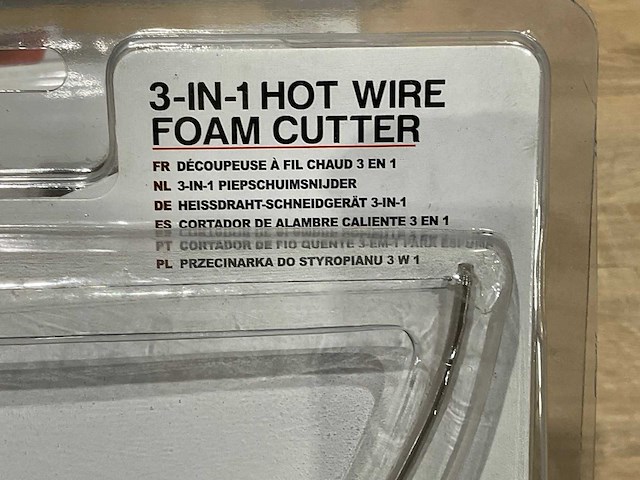 3-IN-1 HOT WIRE
FOAM CUTTER
FR DÉCOUPEUSE À FIL CHAUD 3 EN 1
NL 3-IN-1 PIEPSCHUIMSNIJDER
DE HEISSDRAHT-SCHNEIDGERÄT 3-IN-1
ES CORTADOR DE ALAMBRE CALIENTE 3 EN 1
PT CORTADOR DE FIO QUENTE 3-EM-1 PARA ESPUMA
PL PRZECINARKA DO STYROPIANU 3 W 1